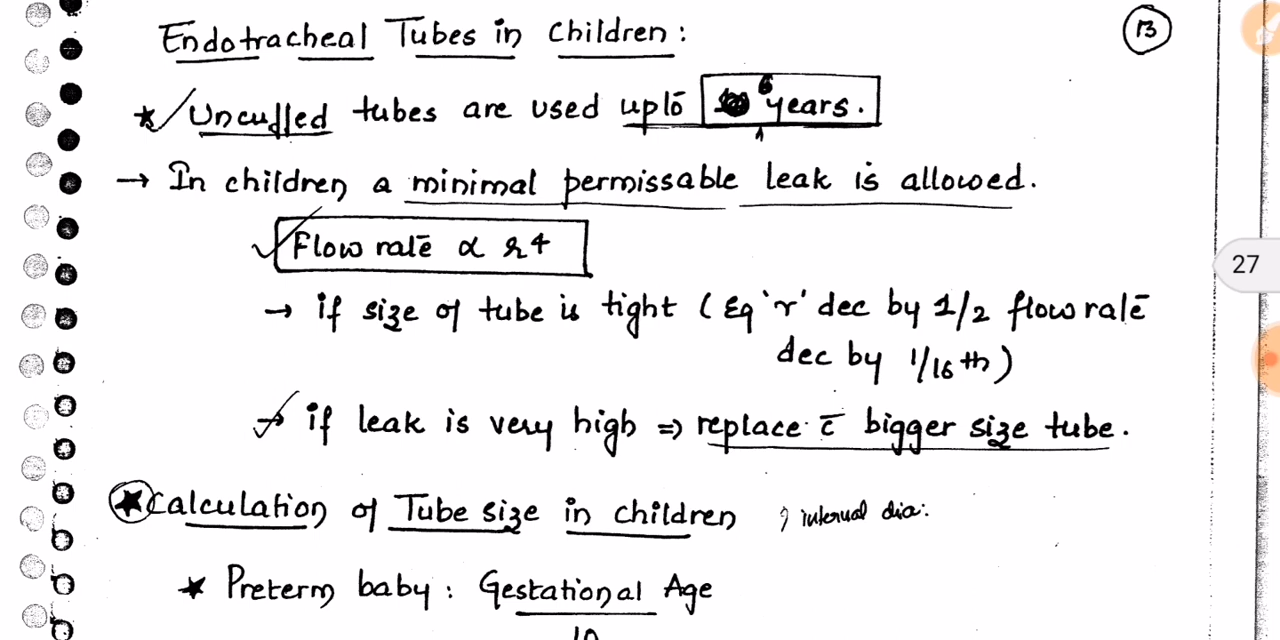 Endotracheal Tubes in Children :
13
★ Uncuffed tubes are used upto 6 years.
→ In children a minimal permissable leak is allowed.
Flow rate ∝ r4
27
→ if size of tube is tight (Eg 'r' dec by 1/2 flow rate
dec by 1/16th)
→ if leak is very high ⇒ replace c̄ bigger size tube.
★ Calculation of Tube size in children ; internal dia:
★ Preterm baby : Gestational Age
10